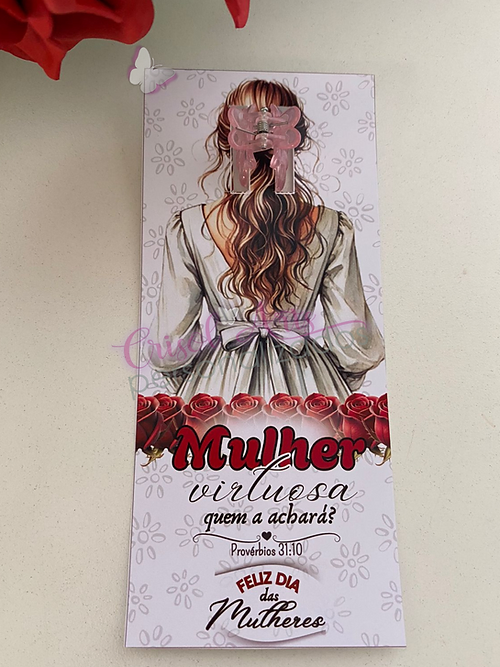 Mulher
virtuosa
quem a achará?
Provérbios 31:10
FELIZ DIA
das
Mulheres